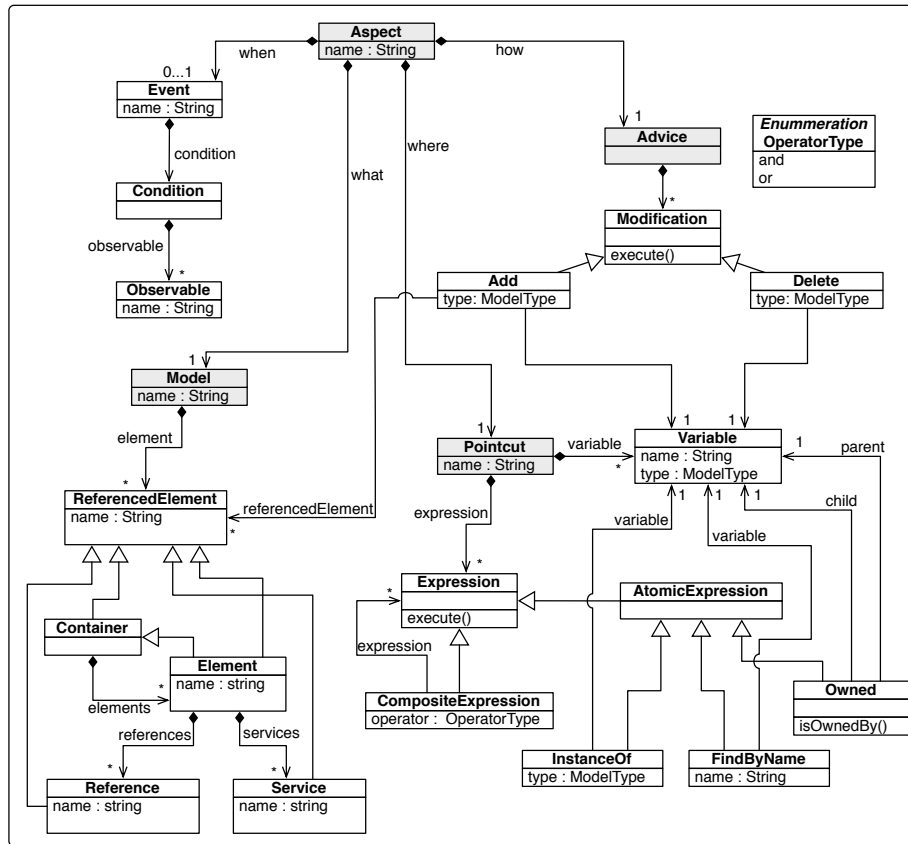 Aspect
name : String
when
how
0...1
Event
name : String
1
Enummeration
OperatorType
and
or
Advice
condition
where
what
Condition
*
Modification
execute()
observable
*
Observable
name : String
Add
type: ModelType
Delete
type: ModelType
1
Model
name : String
element
1
Pointcut
name : String
variable
*
1
1
Variable
name : String
type : ModelType
1
parent
*
ReferencedElement
name : String
*
referencedElement
expression
1
1
1
variable
child
variable
*
*
Expression
execute()
AtomicExpression
expression
Container
*
elements
Element
name : string
CompositeExpression
operator : OperatorType
Owned
isOwnedBy()
references
services
*
*
InstanceOf
type : ModelType
FindByName
name : String
Reference
name : string
Service
name : string